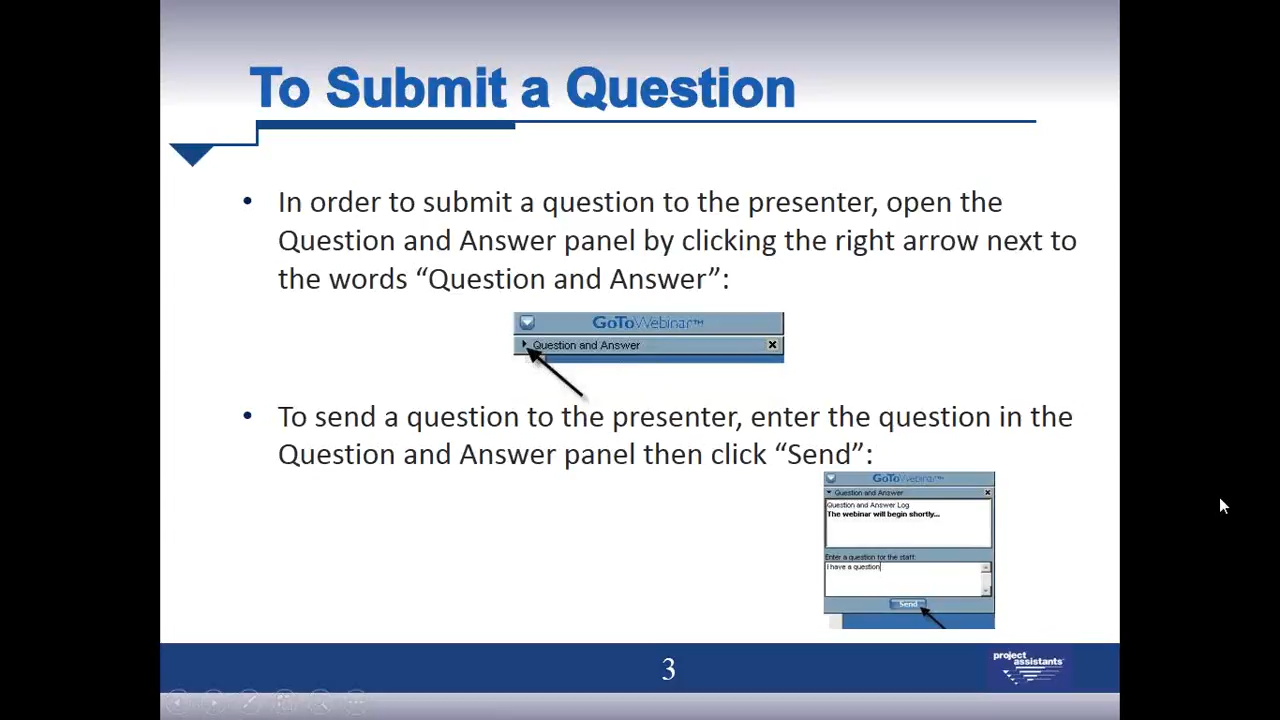 To Submit a Question
• In order to submit a question to the presenter, open the
Question and Answer panel by clicking the right arrow next to
the words “Question and Answer”:
GoToWebinar™
Question and Answer
• To send a question to the presenter, enter the question in the
Question and Answer panel then click “Send”:
GoToWebinar™
Question and Answer
Question and Answer Log
The webinar will begin shortly...
Enter a question for the staff:
I have a question
Send
3
project
assistants